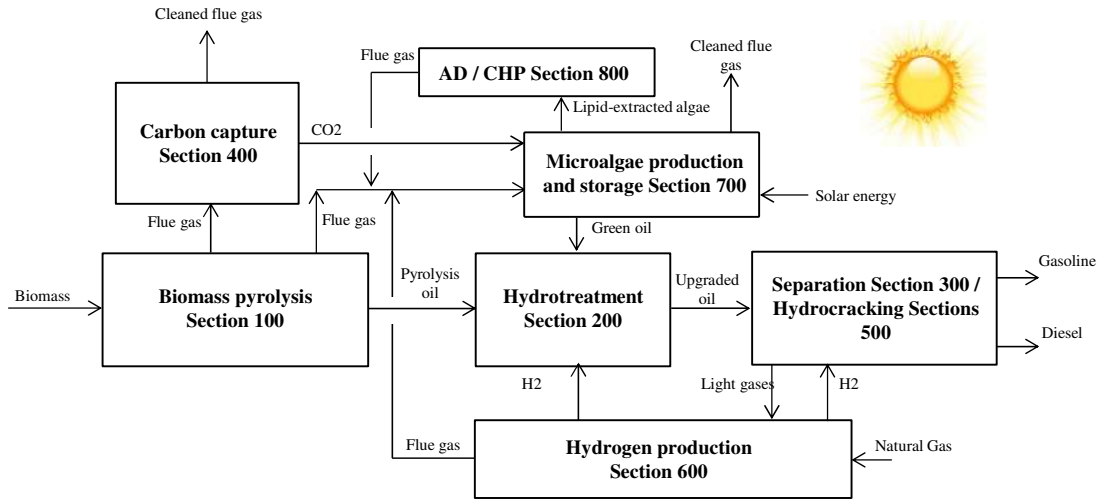 Cleaned flue gas
Flue gas
AD / CHP Section 800
Cleaned flue
gas
Lipid-extracted algae
Carbon capture
Section 400
CO2
Microalgae production
and storage Section 700
Solar energy
Flue gas
Flue gas
Green oil
Biomass
Biomass pyrolysis
Section 100
Pyrolysis
oil
Hydrotreatment
Section 200
Upgraded
oil
Separation Section 300 /
Hydrocracking Sections
500
Gasoline
Diesel
H2
Light gases
H2
Flue gas
Hydrogen production
Section 600
Natural Gas